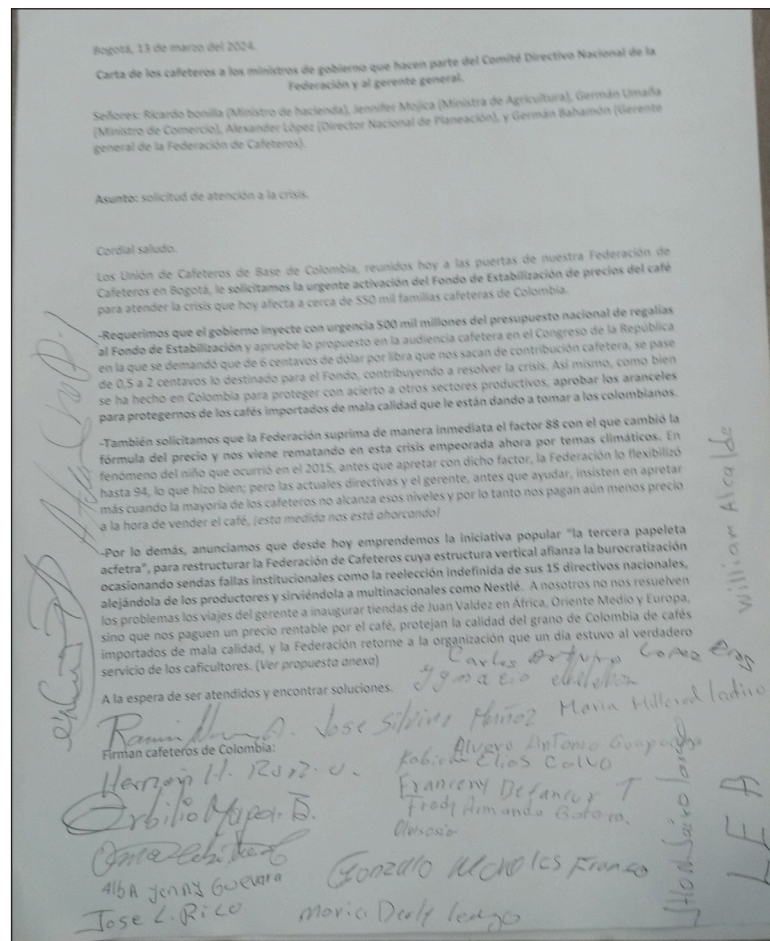 Bogotá, 13 de marzo del 2024.
Carta de los cafeteros a los ministros de gobierno que hacen parte del Comité Directivo Nacional de la
Federación y al gerente general.
Señores: Ricardo bonilla (Ministro de hacienda), Jennifer Mojica (Ministra de Agricultura), Germán Umaña
(Ministro de Comercio), Alexander López (Director Nacional de Planeación), y Germán Bahamón (Gerente
general de la Federación de Cafeteros).
Asunto: solicitud de atención a la crisis.
Cordial saludo.
Los Unión de Cafeteros de Base de Colombia, reunidos hoy a las puertas de nuestra Federación de
Cafeteros en Bogotá, le solicitamos la urgente activación del Fondo de Estabilización de precios del café
para atender la crisis que hoy afecta a cerca de 550 mil familias cafeteras de Colombia.
-Requerimos que el gobierno inyecte con urgencia 500 mil millones del presupuesto nacional de regalías
al Fondo de Estabilización y apruebe lo propuesto en la audiencia cafetera en el Congreso de la República
en la que se demandó que de 6 centavos de dólar por libra que nos sacan de contribución cafetera, se pase
de 0,5 a 2 centavos lo destinado para el Fondo, contribuyendo a resolver la crisis. Así mismo, como bien
se ha hecho en Colombia para proteger con acierto a otros sectores productivos, aprobar los aranceles
para protegernos de los cafés importados de mala calidad que le están dando a tomar a los colombianos.
-También solicitamos que la Federación suprima de manera inmediata el factor 88 con el que cambió la
fórmula del precio y nos viene rematando en esta crisis empeorada ahora por temas climáticos. En
fenómeno del niño que ocurrió en el 2015, antes que apretar con dicho factor, la Federación lo flexibilizó
hasta 94, lo que hizo bien; pero las actuales directivas y el gerente, antes que ayudar, insisten en apretar
más cuando la mayoría de los cafeteros no alcanza esos niveles y por lo tanto nos pagan aún menos precio
a la hora de vender el café, ¡esta medida nos está ahorcando!
-Por lo demás, anunciamos que desde hoy emprendemos la iniciativa popular "la tercera papeleta
acfetra", para restructurar la Federación de Cafeteros cuya estructura vertical afianza la burocratización
ocasionando sendas fallas institucionales como la reelección indefinida de sus 15 directivos nacionales,
alejándola de los productores y sirviéndola a multinacionales como Nestlé. A nosotros no nos resuelven
los problemas los viajes del gerente a inaugurar tiendas de Juan Valdez en África, Oriente Medio y Europa,
sino que nos paguen un precio rentable por el café, protejan la calidad del grano de Colombia de cafés
importados de mala calidad, y la Federación retorne a la organización que un día estuvo al verdadero
servicio de los caficultores. (Ver propuesta anexa)
Carlos Arturo Lopez
A la espera de ser atendidos y encontrar soluciones.
Jose Silvino Muñoz Maria
Firman cafeteros de Colombia:
Alvaro Antonio
Elios Calvo
Hernan H. Ruiz
Franceny Betancur T
Fredy Armando Botero.
Orbilio
Gonzalo Morales Franco
Alba Jenny Guevara
Jose L. Rico
Maria Derly
William Alcalde